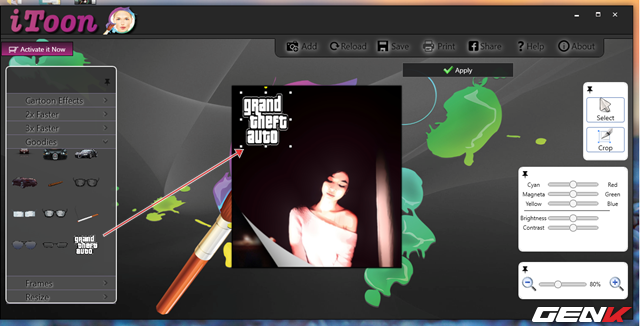 iToon
Activate it Now
Add Reload Save Print Share Help About
Apply
Cartoon Effects
2x Faster
3x Faster
Goodies
grand
theft
auto
Frames
Resize
grand
theft
auto
Select
Crop
Cyan Red
Magneta Green
Yellow Blue
Brightness
Contrast
80%
GENK